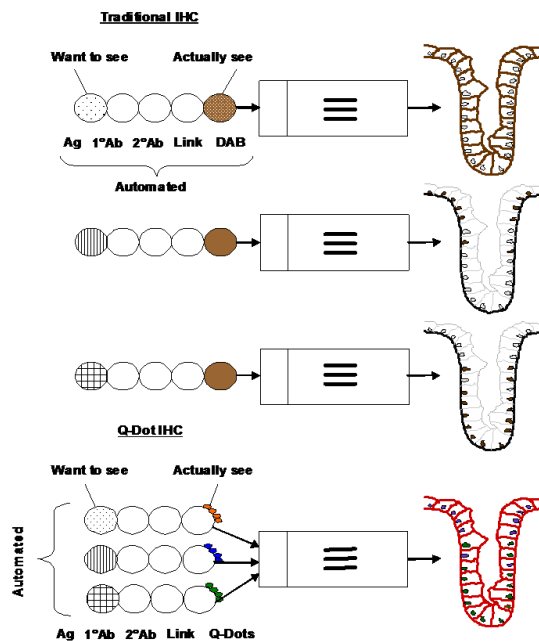 Traditional IHC
Want to see Actually see
Ag 1°Ab 2°Ab Link DAB
Automated
Q-Dot IHC
Want to see Actually see
Automated
Ag 1°Ab 2°Ab Link Q-Dots